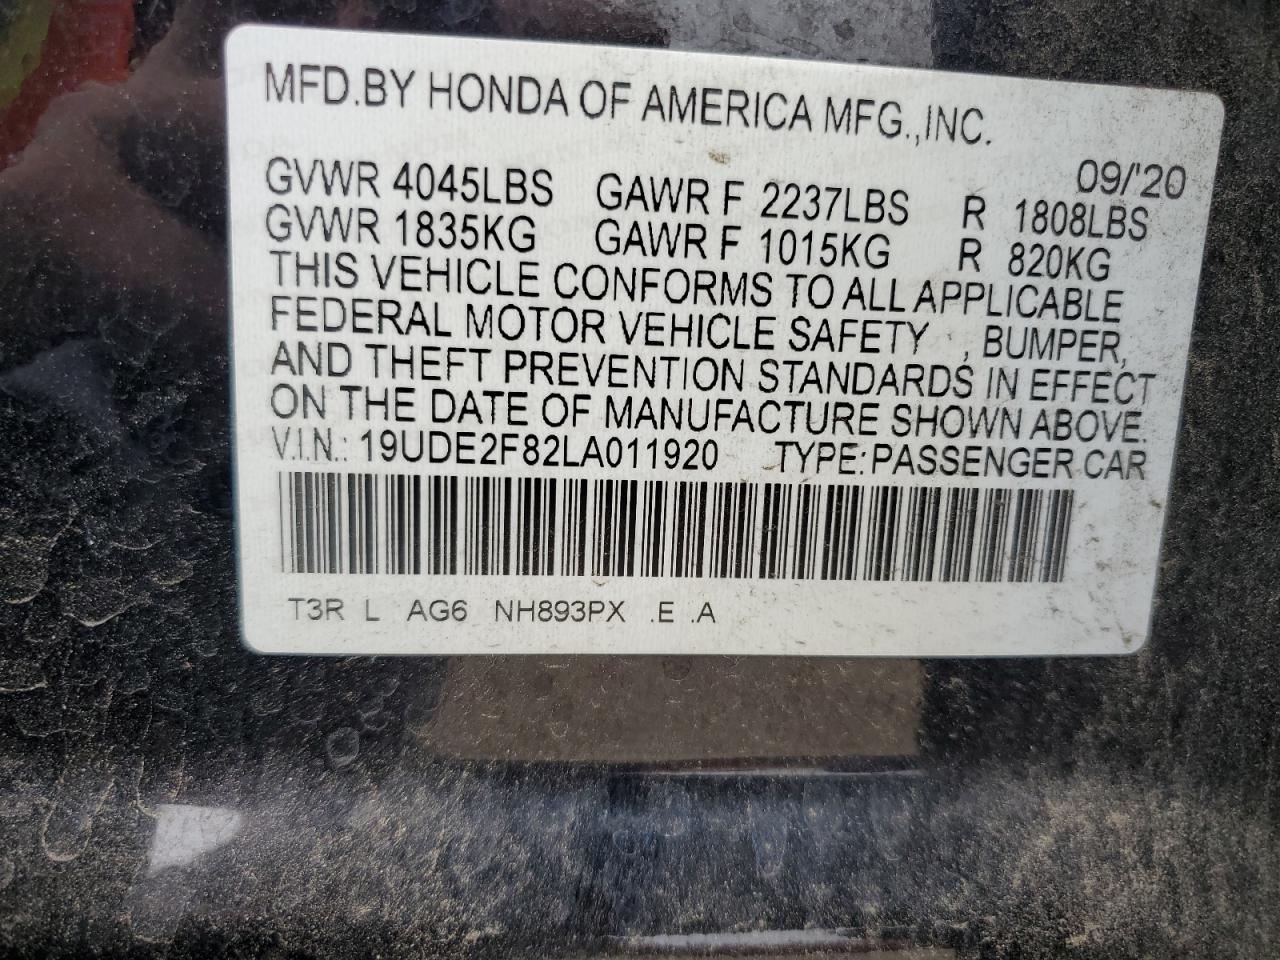 MFD.BY HONDA OF AMERICA MFG.,INC.
09/'20
GVWR 4045LBS GAWR F 2237LBS R 1808LBS
GVWR 1835KG GAWR F 1015KG R 820KG
THIS VEHICLE CONFORMS TO ALL APPLICABLE
FEDERAL MOTOR VEHICLE SAFETY , BUMPER,
AND THEFT PREVENTION STANDARDS IN EFFECT
ON THE DATE OF MANUFACTURE SHOWN ABOVE.
V.I.N.: 19UDE2F82LA011920 TYPE:PASSENGER CAR
T3R L AG6 NH893PX .E .A